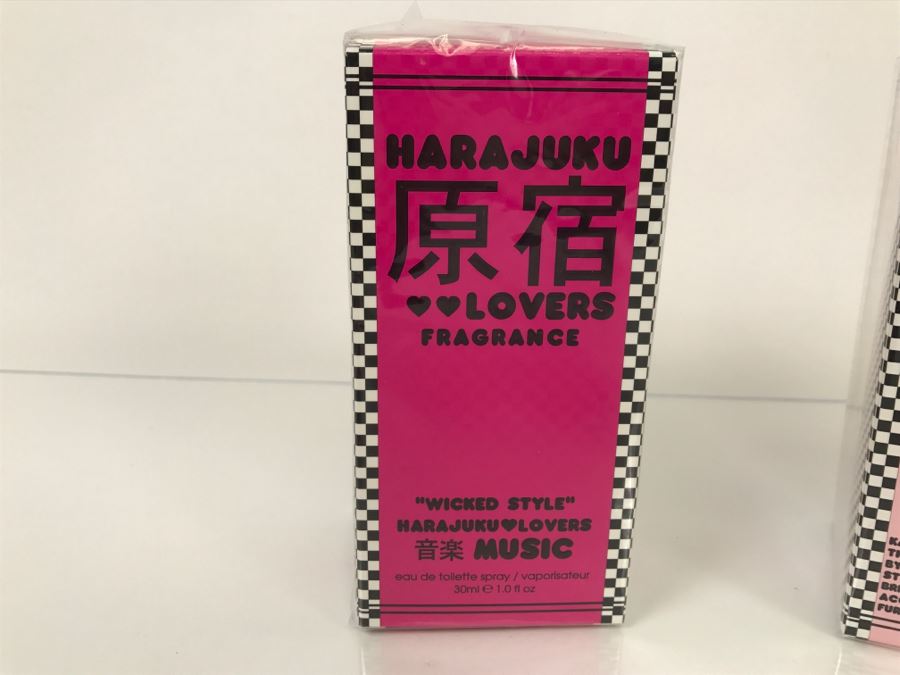 HARAJUKU
原宿
♥♥LOVERS
FRAGRANCE
"WICKED STYLE"
HARAJUKU♥LOVERS
音楽 MUSIC
eau de toilette spray / vaporisateur
30ml ℮ 1.0 fl oz
BY